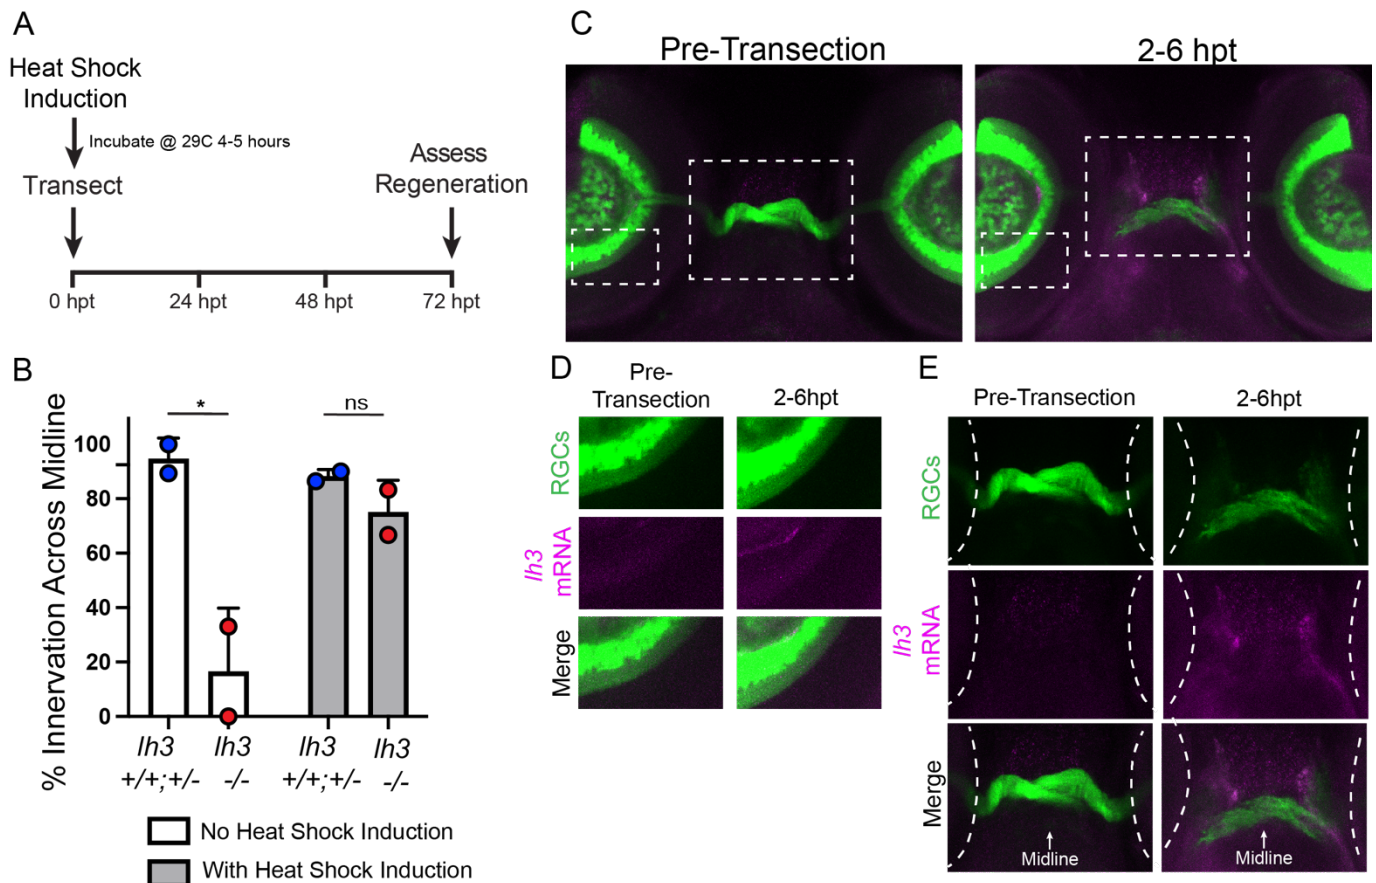 A
Heat Shock
Induction
Incubate @ 29C 4-5 hours
Transect
Assess
Regeneration
0 hpt
24 hpt
48 hpt
72 hpt
B
% Innervation Across Midline
100
80
60
40
20
0
*
ns
lh3
+/+;+/-
lh3
-/-
lh3
+/+;+/-
lh3
-/-
No Heat Shock Induction
With Heat Shock Induction
C
Pre-Transection
2-6 hpt
D
Pre-
Transection
2-6hpt
RGCs
lh3
mRNA
Merge
E
Pre-Transection
2-6hpt
RGCs
lh3
mRNA
Merge
Midline
Midline